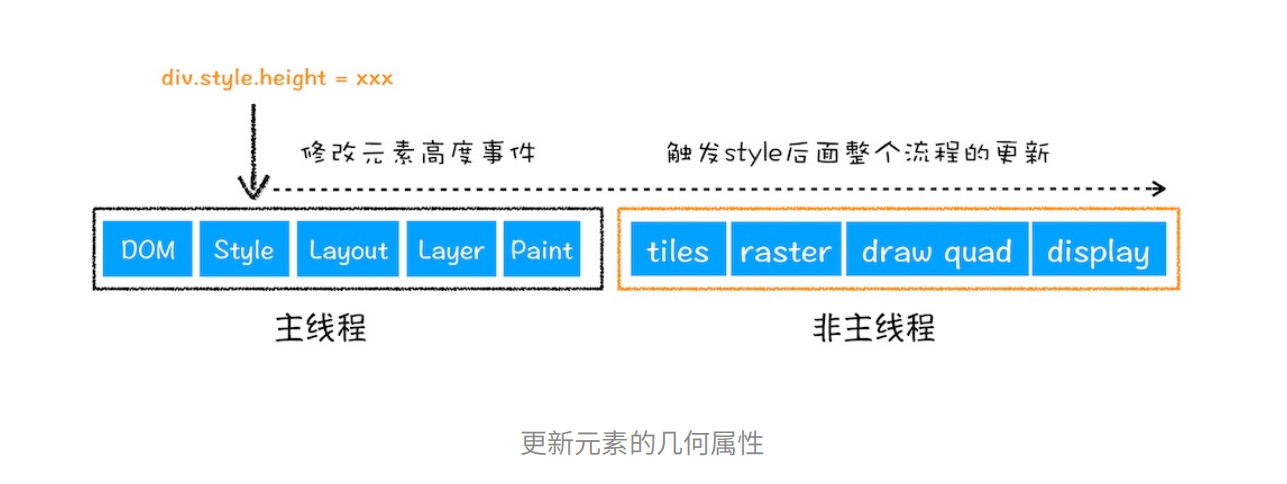 div.style.height = xxx
修改元素高度事件 触发style后面整个流程的更新
DOM Style Layout Layer Paint tiles raster draw quad display
主线程 非主线程
更新元素的几何属性